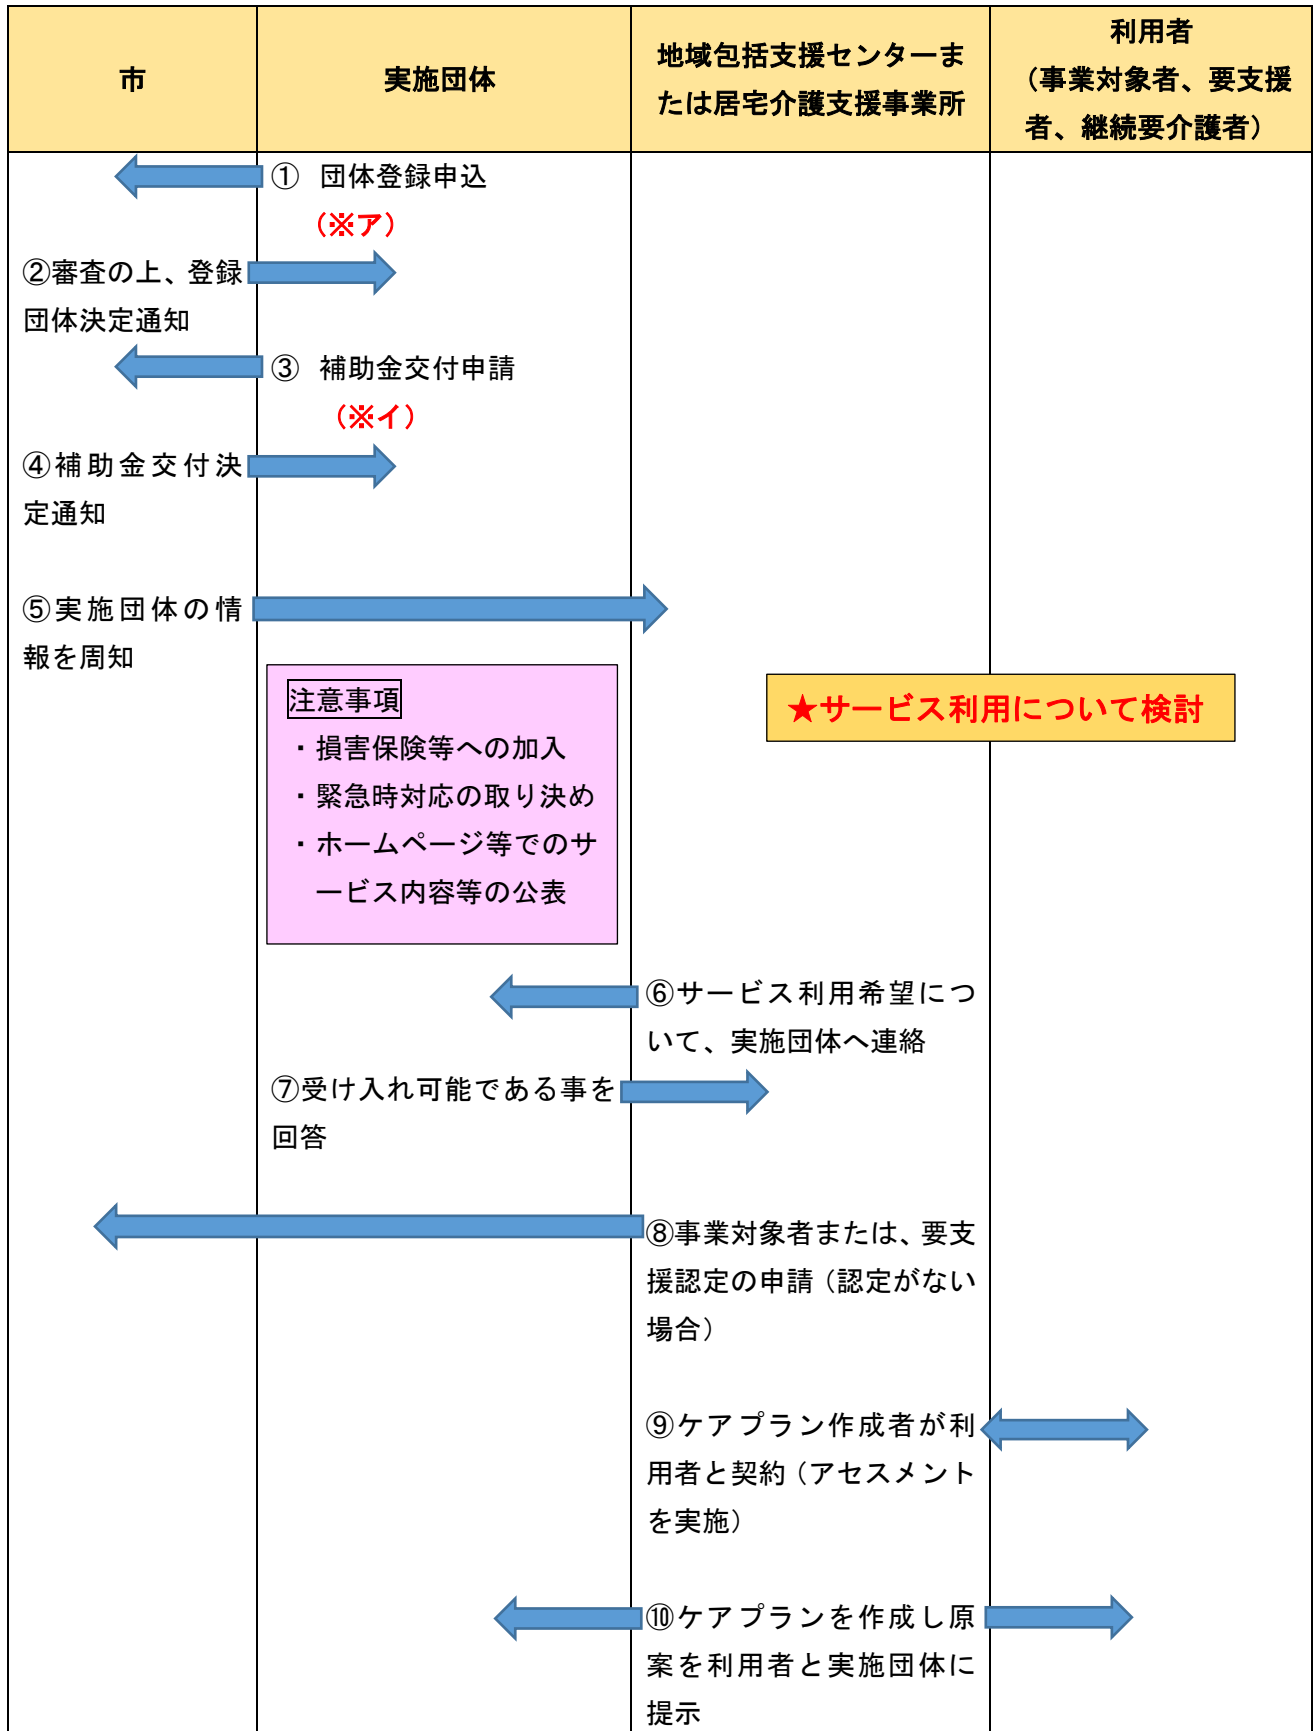 市
実施団体
地域包括支援センターま
たは居宅介護支援事業所
利用者
（事業対象者、要支援
者、継続要介護者）
①　団体登録申込
（※ア）
②審査の上、登録
団体決定通知
③　補助金交付申請
（※イ）
④補助金交付決
定通知
⑤実施団体の情
報を周知
注意事項
・損害保険等への加入
・緊急時対応の取り決め
・ホームページ等でのサ
ービス内容等の公表
★サービス利用について検討
⑥サービス利用希望につ
いて、実施団体へ連絡
⑦受け入れ可能である事を
回答
⑧事業対象者または、要支
援認定の申請（認定がない
場合）
⑨ケアプラン作成者が利
用者と契約（アセスメント
を実施）
⑩ケアプランを作成し原
案を利用者と実施団体に
提示